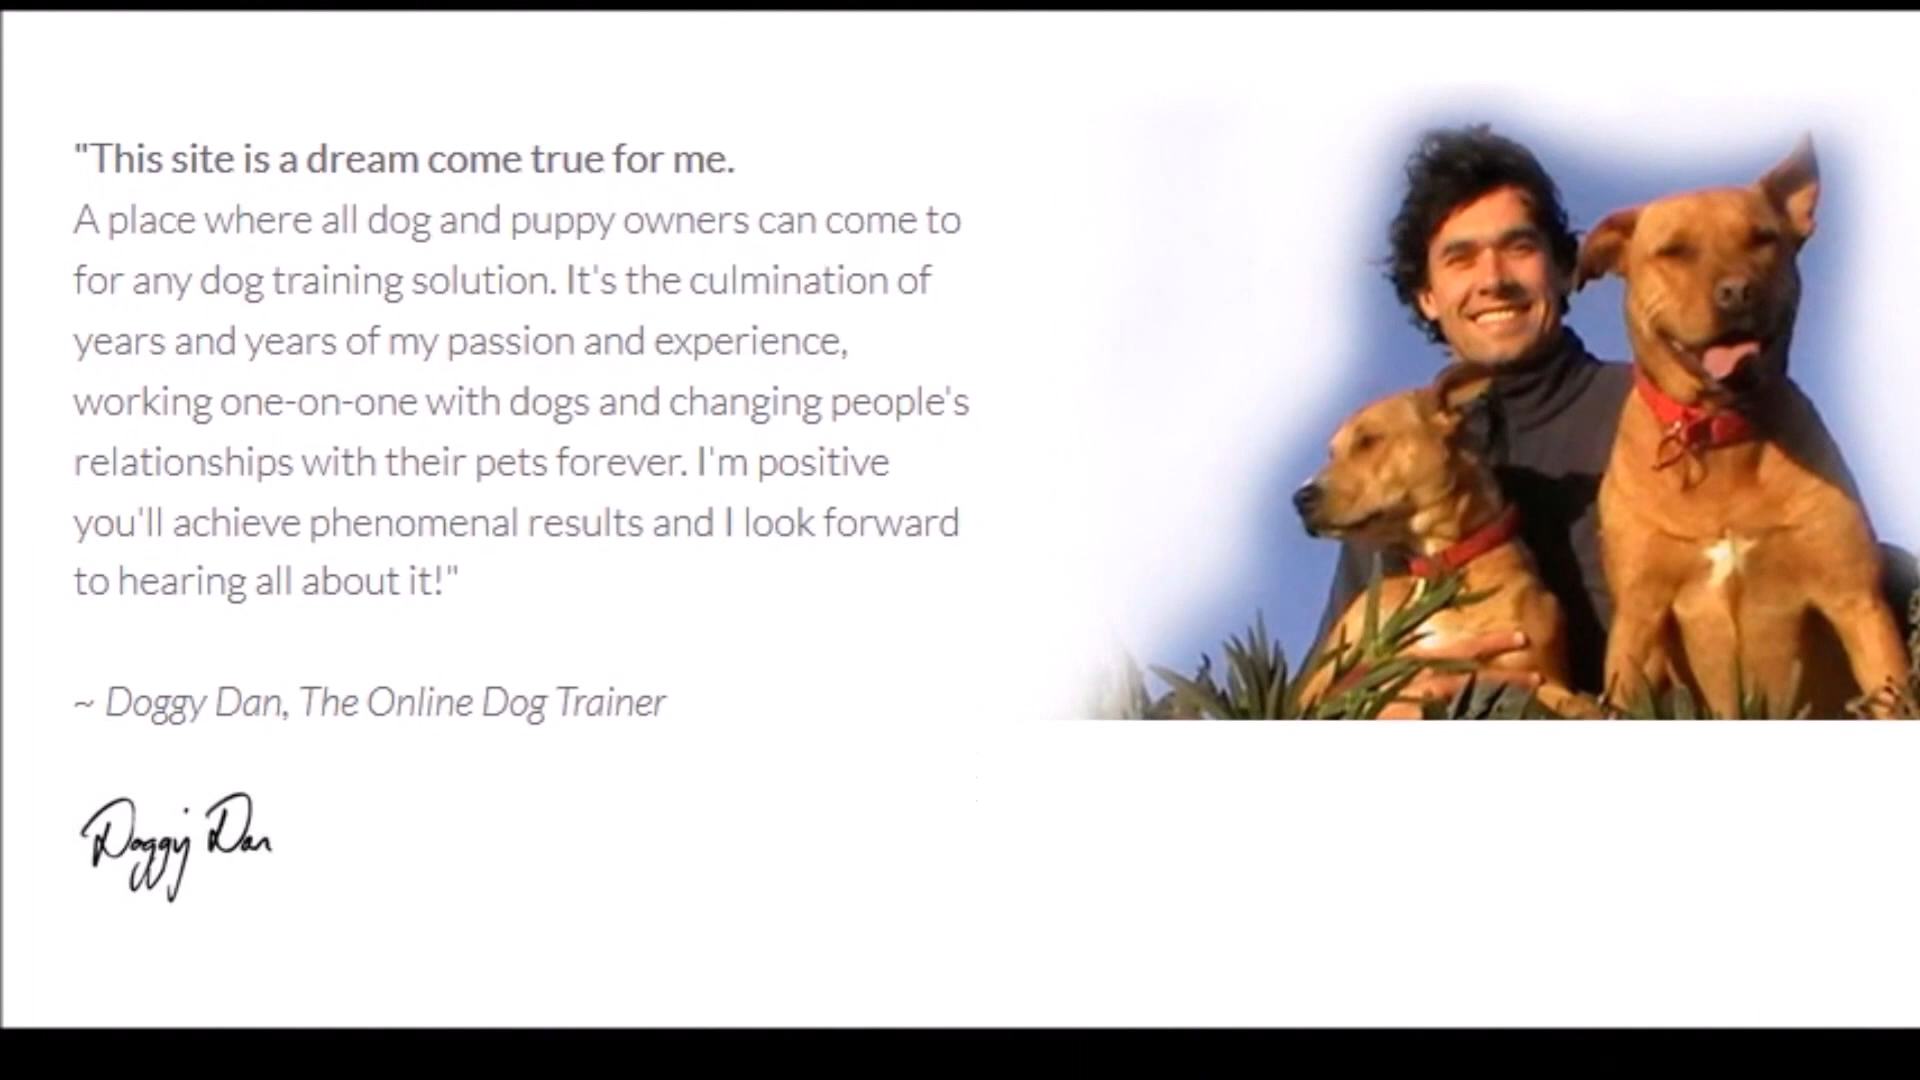 "This site is a dream come true for me.
A place where all dog and puppy owners can come to
for any dog training solution. It's the culmination of
years and years of my passion and experience,
working one-on-one with dogs and changing people's
relationships with their pets forever. I'm positive
you'll achieve phenomenal results and I look forward
to hearing all about it!"
~ Doggy Dan, The Online Dog Trainer
Doggy Dan